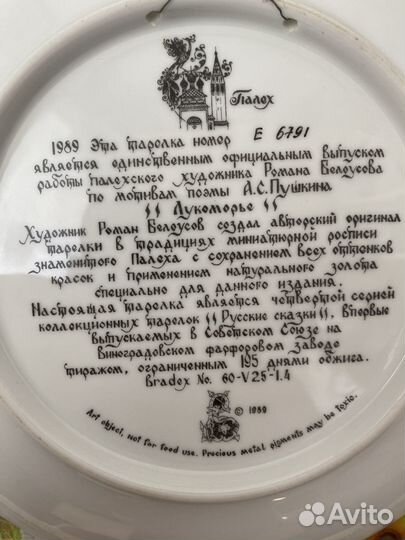 Палех
1989 Эта тарелка номер E 6791
является единственным официальным выпуском
работы палехского художника Романа Белоусова
по мотивам поэмы А.С.Пушкина
"Лукоморье"
Художник Роман Белоусов создал авторский оригинал
тарелки в традициях миниатюрной росписи
знаменитого Палеха с сохранением всех оттенков
красок и применением натурального золота
специально для данного издания.
Настоящая тарелка является четвертой серией
коллекционных тарелок "Русские сказки". Впервые
выпускаемых в Советском Союзе на
Виноградовском фарфоровом заводе
тиражом, ограниченным 195 днями обжига.
Bradex No. 60-V25-1.4
© 1989
Art object, not for food use. Precious metal pigments may be toxic.
Avito